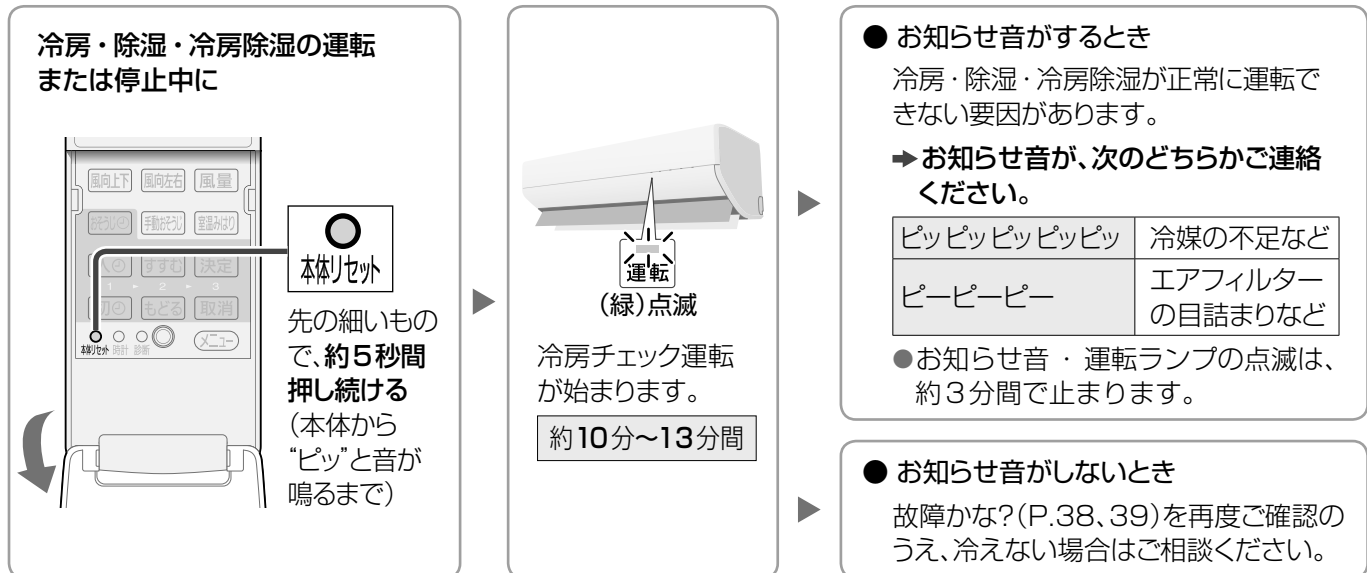 冷房・除湿・冷房除湿の運転
または停止中に
風向上下 風向左右 風量
おそうじ 手動おそうじ 室温みはり
入 すすむ 決定
1 2 3
切 もどる 取消
本体リセット 時計 診断 メニュー
本体リセット
先の細いもの
で、約5秒間
押し続ける
(本体から
“ピッ”と音が
鳴るまで)
運転
(緑)点滅
冷房チェック運転
が始まります。
約10分〜13分間
● お知らせ音がするとき
冷房・除湿・冷房除湿が正常に運転で
きない要因があります。
➡お知らせ音が、次のどちらかご連絡
ください。
ピッピッピッピッピッ 冷媒の不足など
ピーピーピー エアフィルター
の目詰まりなど
●お知らせ音・運転ランプの点滅は、
約3分間で止まります。
● お知らせ音がしないとき
故障かな?(P.38、39)を再度ご確認の
うえ、冷えない場合はご相談ください。